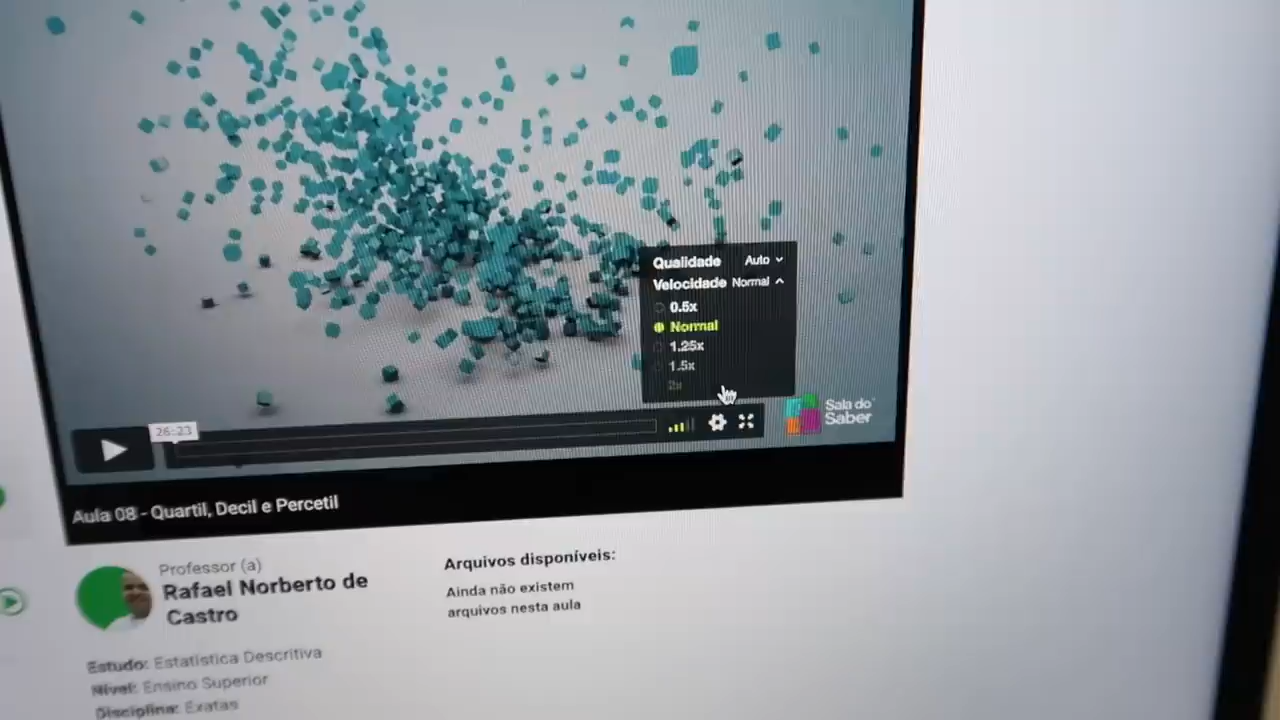 Qualidade Auto
Velocidade Normal
0.5x
Normal
1.25x
1.5x
2x
Sala do
Saber
26:23
Aula 08 - Quartil, Decil e Percetil
Professor (a)
Rafael Norberto de
Castro
Arquivos disponíveis:
Ainda não existem
arquivos nesta aula
Estudo: Estatística Descritiva
Nível: Ensino Superior
Disciplina: Exatas